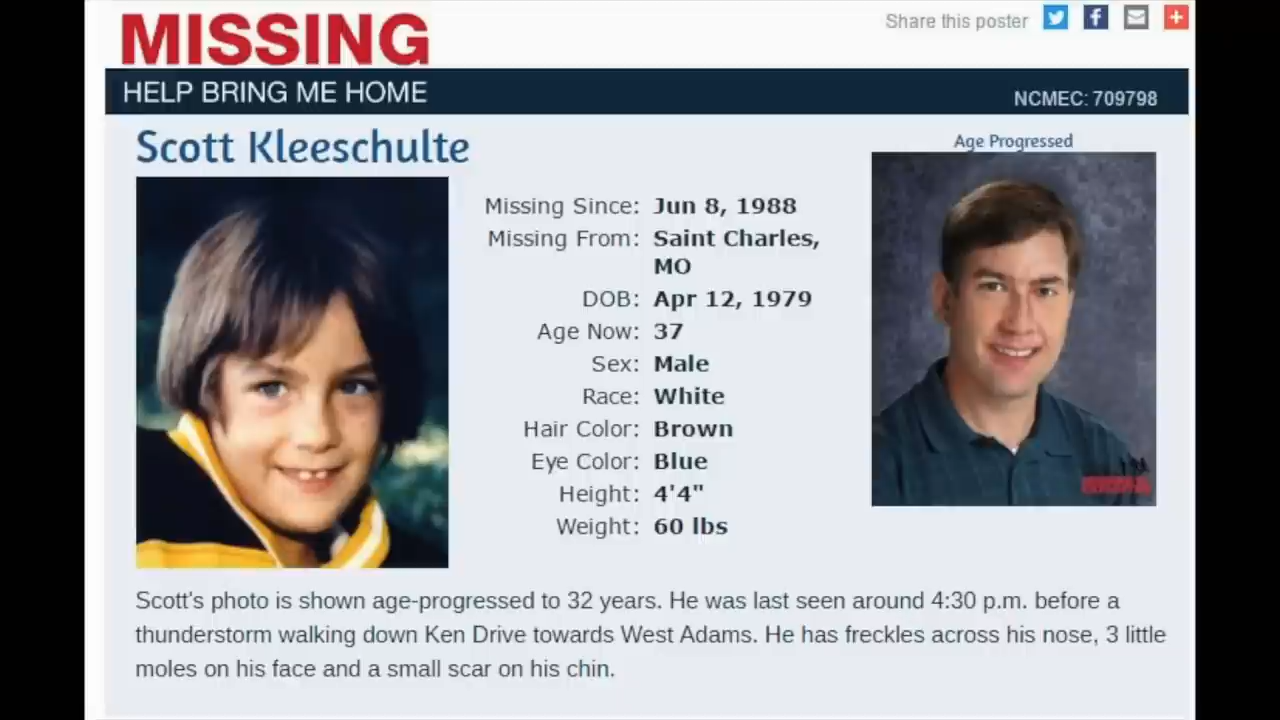 MISSING
Share this poster
HELP BRING ME HOME
NCMEC: 709798
Scott Kleeschulte
Age Progressed
Missing Since: Jun 8, 1988
Missing From: Saint Charles,
MO
DOB: Apr 12, 1979
Age Now: 37
Sex: Male
Race: White
Hair Color: Brown
Eye Color: Blue
Height: 4'4"
Weight: 60 lbs
Scott's photo is shown age-progressed to 32 years. He was last seen around 4:30 p.m. before a
thunderstorm walking down Ken Drive towards West Adams. He has freckles across his nose, 3 little
moles on his face and a small scar on his chin.